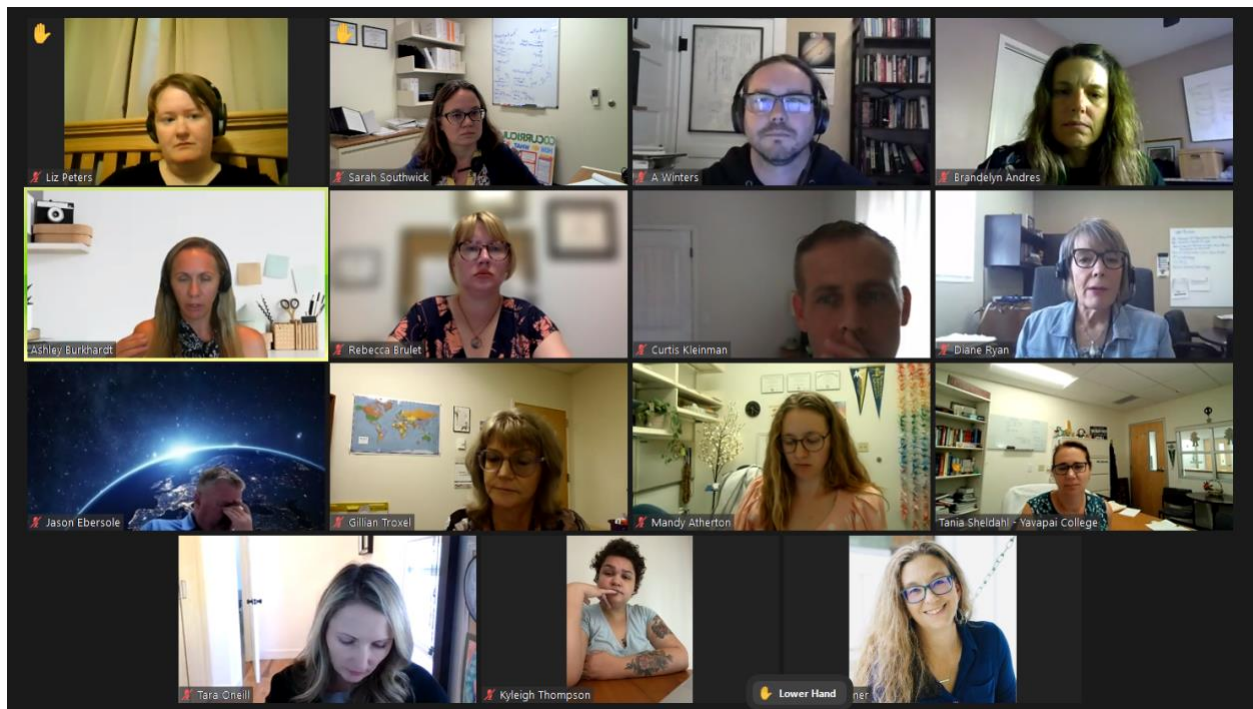 Liz Peters
Sarah Southwick
A Winters
Brandelyn Andres
Ashley Burkhardt
Rebecca Brulet
Curtis Kleinman
Diane Ryan
Jason Ebersole
Gillian Troxel
Mandy Atherton
Tania Sheldahl - Yavapai College
Tara Oneill
Kyleigh Thompson
Lower Hand
ner